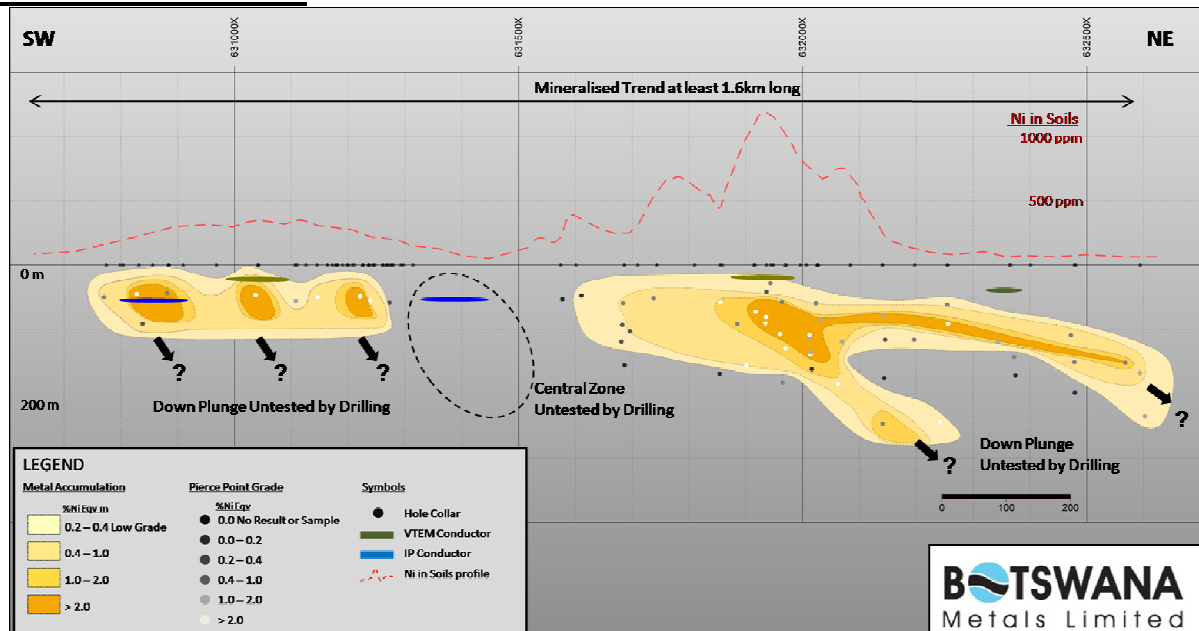 SW
631000X
631500X
632000X
632500X
NE
Mineralised Trend at least 1.6km long
Ni in Soils
1000 ppm
500 ppm
0 m
200 m
?
?
?
Down Plunge Untested by Drilling
Central Zone
Untested by Drilling
?
?
Down Plunge
Untested by Drilling
0 100 200
LEGEND
Metal Accumulation
%Ni Eqv m
0.2 – 0.4 Low Grade
0.4 – 1.0
1.0 – 2.0
> 2.0
Pierce Point Grade
%Ni Eqv
0.0 No Result or Sample
0.0 – 0.2
0.2 – 0.4
0.4 – 1.0
1.0 – 2.0
> 2.0
Symbols
Hole Collar
VTEM Conductor
IP Conductor
Ni in Soils profile
BOTSWANA
Metals Limited